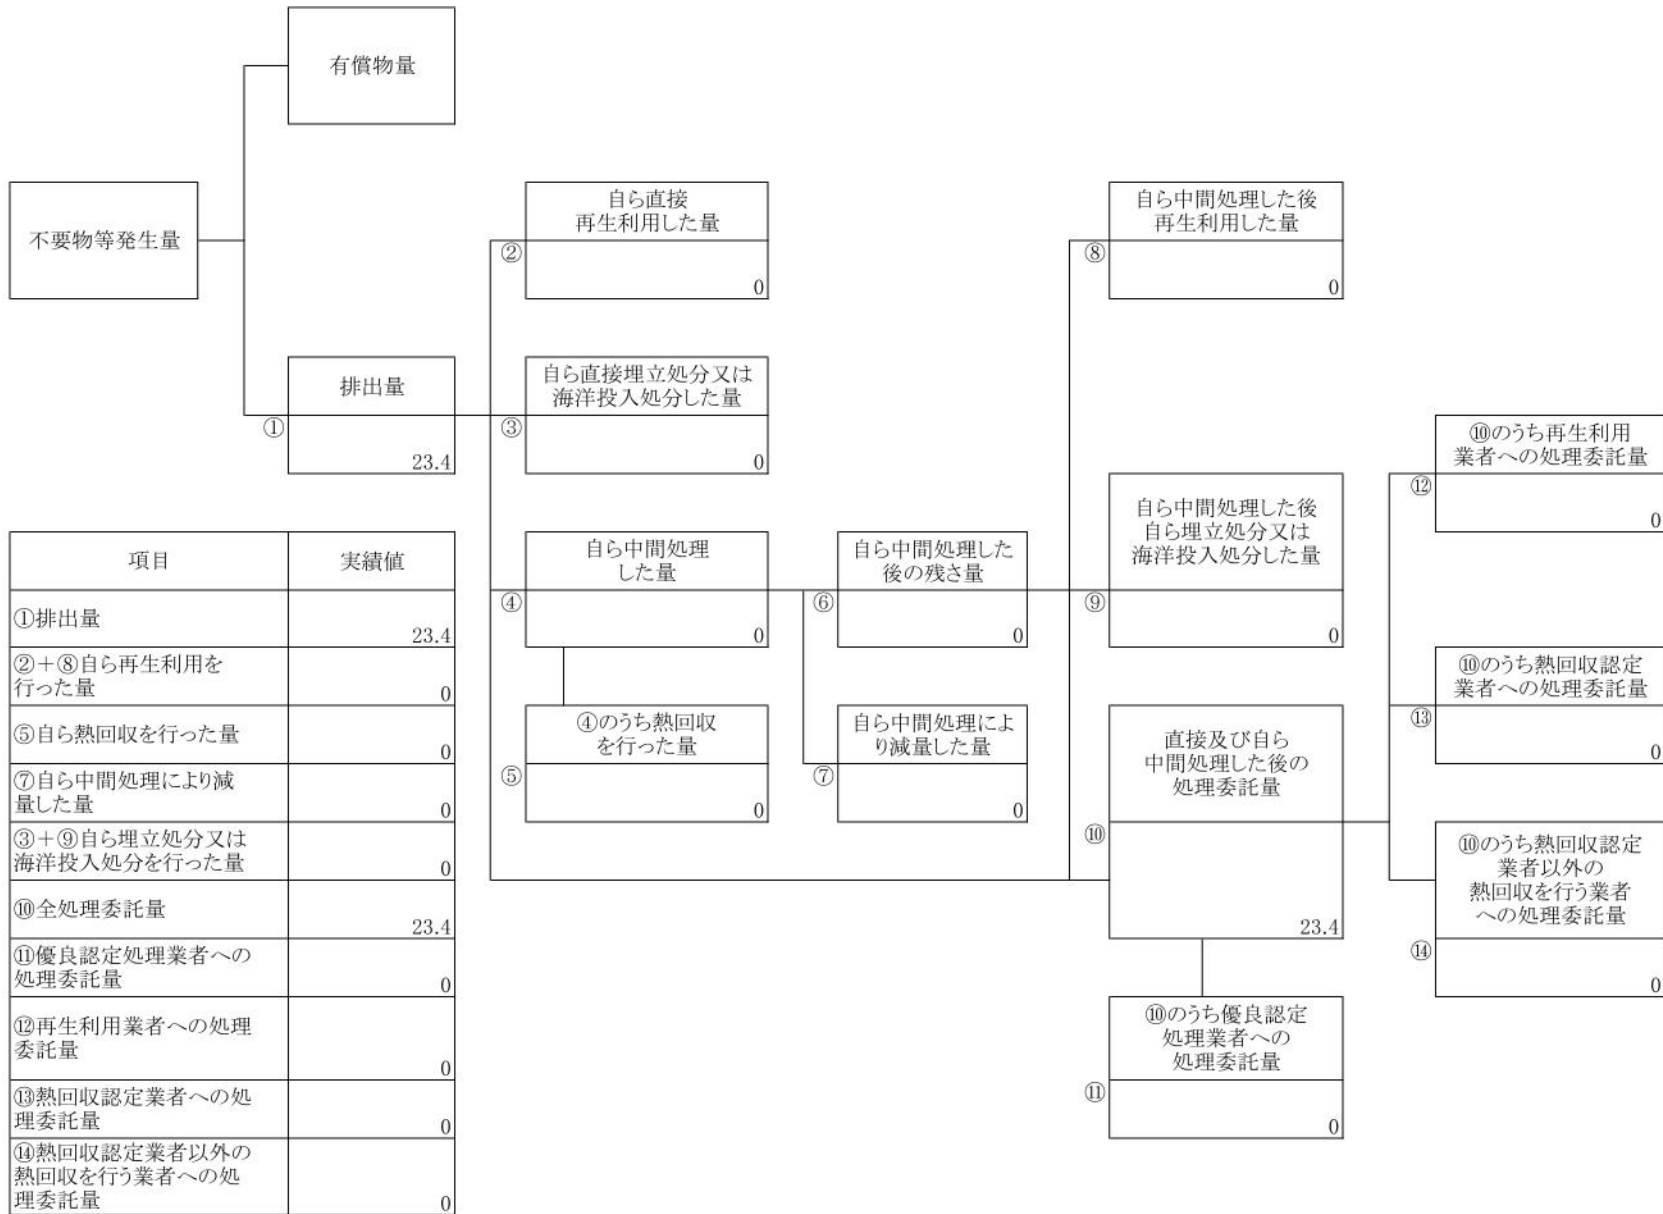 有償物量
不要物等発生量
排出量
①
23.4
自ら直接
再生利用した量
②
0
自ら直接埋立処分又は
海洋投入処分した量
③
0
自ら中間処理
した量
④
0
④のうち熱回収
を行った量
⑤
0
自ら中間処理した
後の残さ量
⑥
0
自ら中間処理によ
り減量した量
⑦
0
自ら中間処理した後
再生利用した量
⑧
0
自ら中間処理した後
自ら埋立処分又は
海洋投入処分した量
⑨
0
直接及び自ら
中間処理した後の
処理委託量
⑩
23.4
⑩のうち優良認定
処理業者への
処理委託量
⑪
0
⑩のうち再生利用
業者への処理委託量
⑫
0
⑩のうち熱回収認定
業者への処理委託量
⑬
0
⑩のうち熱回収認定
業者以外の
熱回収を行う業者
への処理委託量
⑭
0
項目 実績値
①排出量
23.4
②+⑧自ら再生利用を
行った量
0
⑤自ら熱回収を行った量
0
⑦自ら中間処理により減
量した量
0
③+⑨自ら埋立処分又は
海洋投入処分を行った量
0
⑩全処理委託量
23.4
⑪優良認定処理業者への
処理委託量
0
⑫再生利用業者への処理
委託量
0
⑬熱回収認定業者への処
理委託量
0
⑭熱回収認定業者以外の
熱回収を行う業者への処
理委託量
0